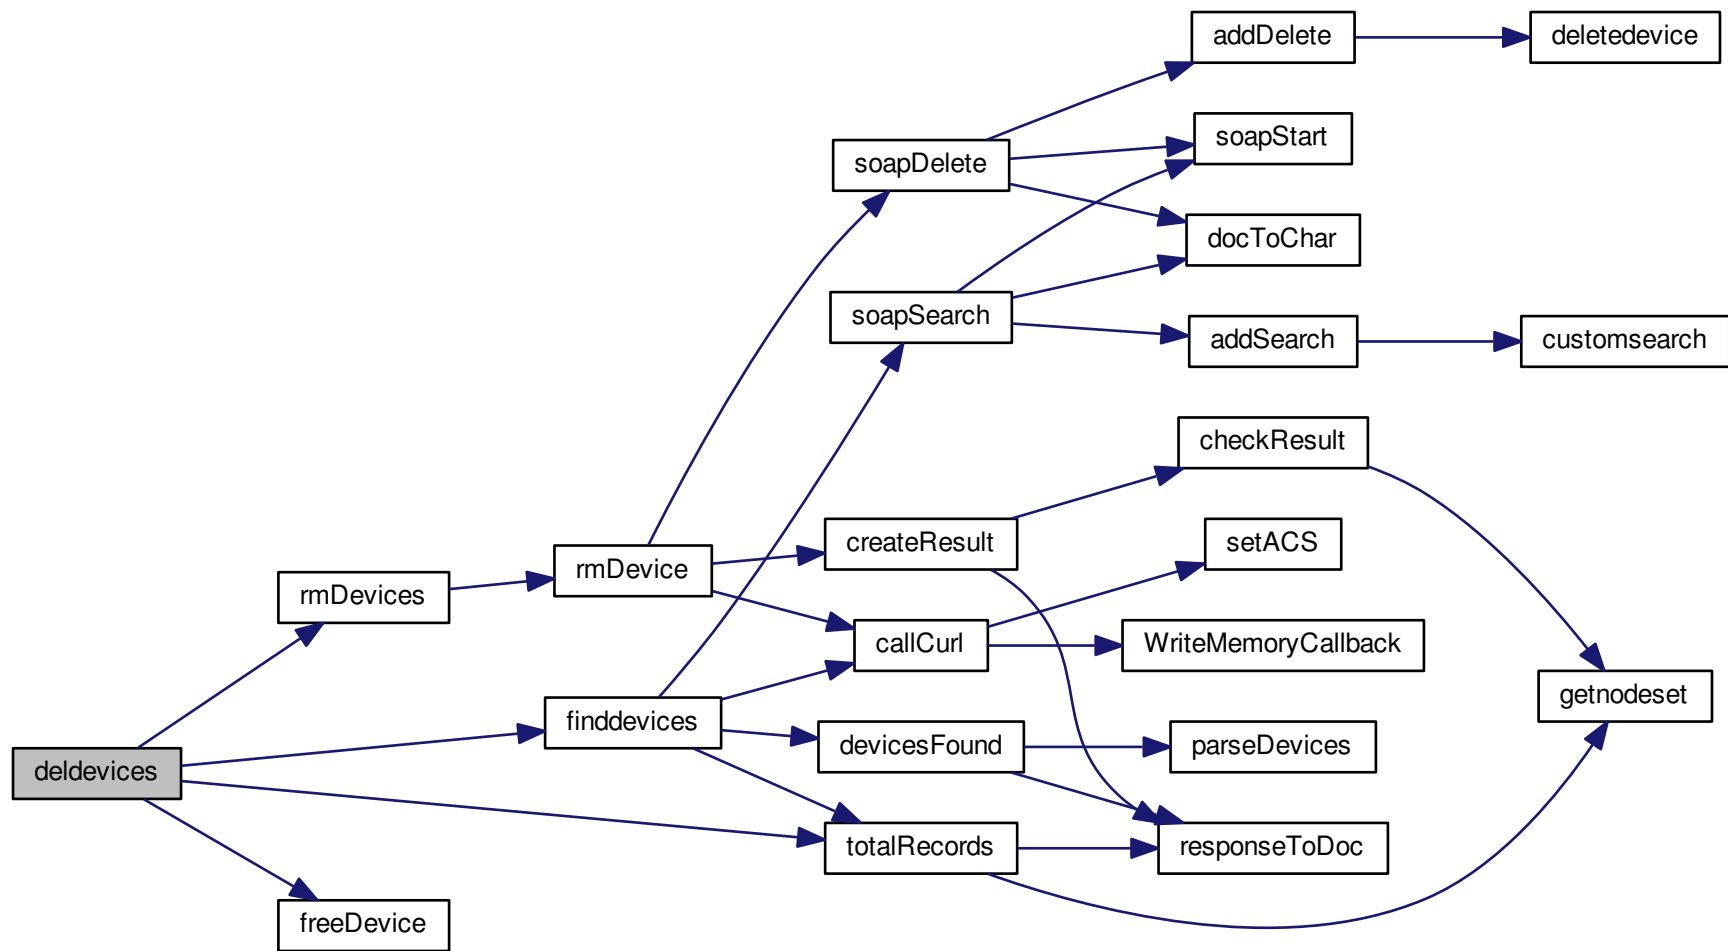 addDelete
deletedevice
soapStart
soapDelete
docToChar
soapSearch
addSearch
customsearch
checkResult
createResult
setACS
rmDevice
rmDevices
callCurl
WriteMemoryCallback
getnodeset
finddevices
devicesFound
parseDevices
deldevices
totalRecords
responseToDoc
freeDevice